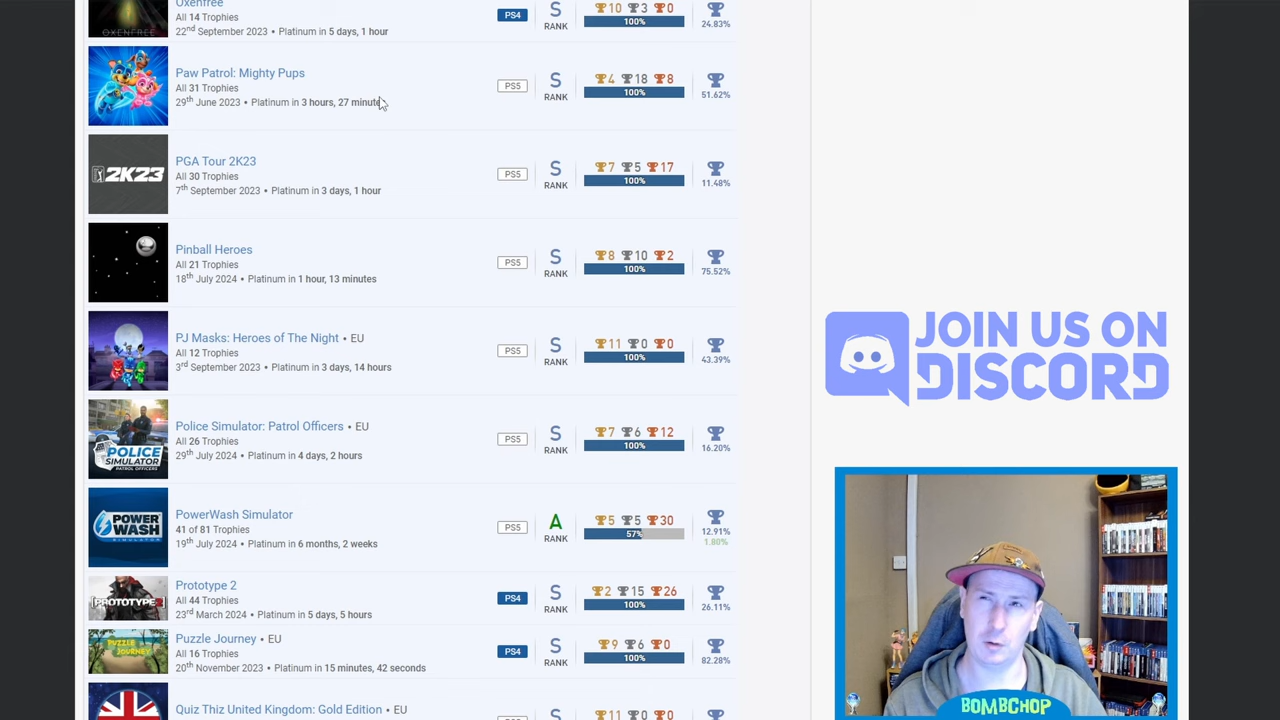 Oxenfree
All 14 Trophies
22nd September 2023 • Platinum in 5 days, 1 hour
OXENFREE
PS4
S
RANK
10 3 0
100%
24.83%
Paw Patrol: Mighty Pups
All 31 Trophies
29th June 2023 • Platinum in 3 hours, 27 minutes
PS5
S
RANK
4 18 8
100%
51.62%
PGA Tour 2K23
All 30 Trophies
7th September 2023 • Platinum in 3 days, 1 hour
2K23
PS5
S
RANK
7 5 17
100%
11.48%
Pinball Heroes
All 21 Trophies
18th July 2024 • Platinum in 1 hour, 13 minutes
PS5
S
RANK
8 10 2
100%
75.52%
PJ Masks: Heroes of The Night • EU
All 12 Trophies
3rd September 2023 • Platinum in 3 days, 14 hours
PS5
S
RANK
11 0 0
100%
43.39%
JOIN US ON
DISCORD
Police Simulator: Patrol Officers • EU
All 26 Trophies
29th July 2024 • Platinum in 4 days, 2 hours
POLICE
SIMULATOR
PATROL OFFICERS
PS5
S
RANK
7 6 12
100%
16.20%
PowerWash Simulator
41 of 81 Trophies
19th July 2024 • Platinum in 6 months, 2 weeks
POWER
WASH
SIMULATOR
PS5
A
RANK
5 5 30
57%
12.91%
1.80%
Prototype 2
All 44 Trophies
23rd March 2024 • Platinum in 5 days, 5 hours
PROTOTYPE 2
PS4
S
RANK
2 15 26
100%
26.11%
Puzzle Journey • EU
All 16 Trophies
20th November 2023 • Platinum in 15 minutes, 42 seconds
PUZZLE
JOURNEY
PS4
S
RANK
9 6 0
100%
82.28%
Quiz Thiz United Kingdom: Gold Edition • EU
S
11 0 0
BOMBCHOP